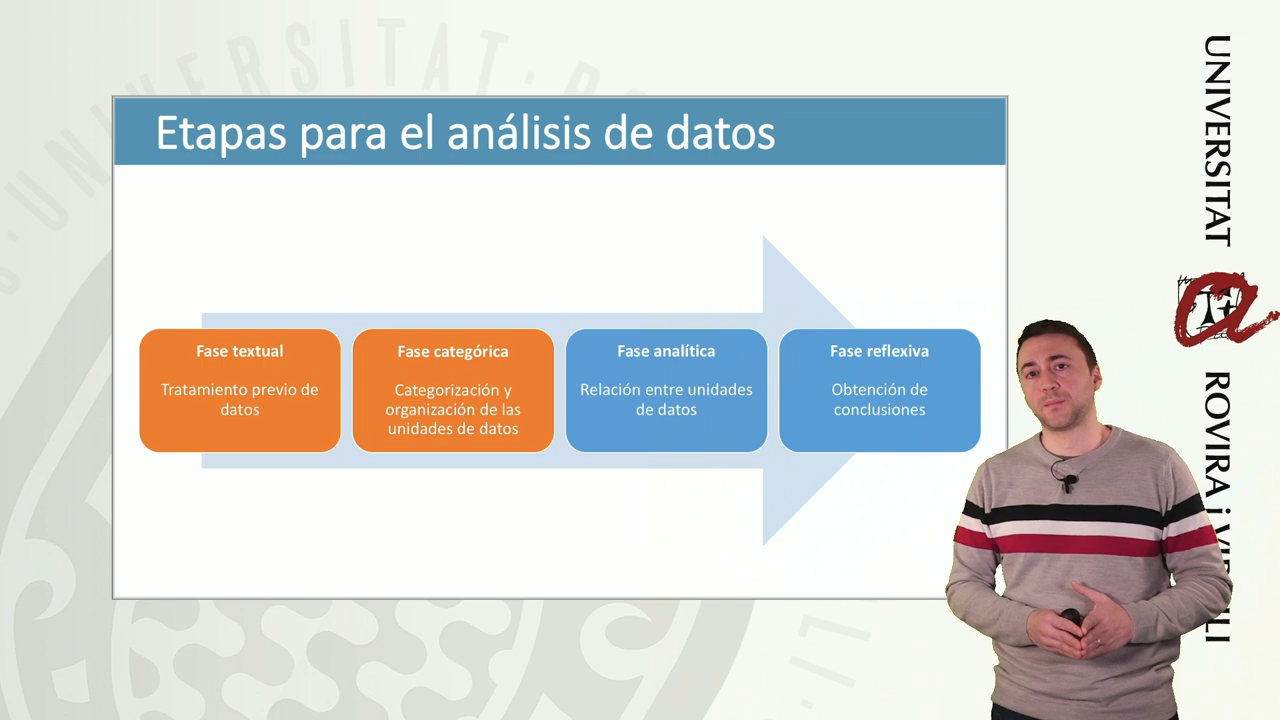 Etapas para el análisis de datos
Fase textual
Tratamiento previo de
datos
Fase categórica
Categorización y
organización de las
unidades de datos
Fase analítica
Relación entre unidades
de datos
Fase reflexiva
Obtención de
conclusiones
UNIVERSITAT
ROVIRA i